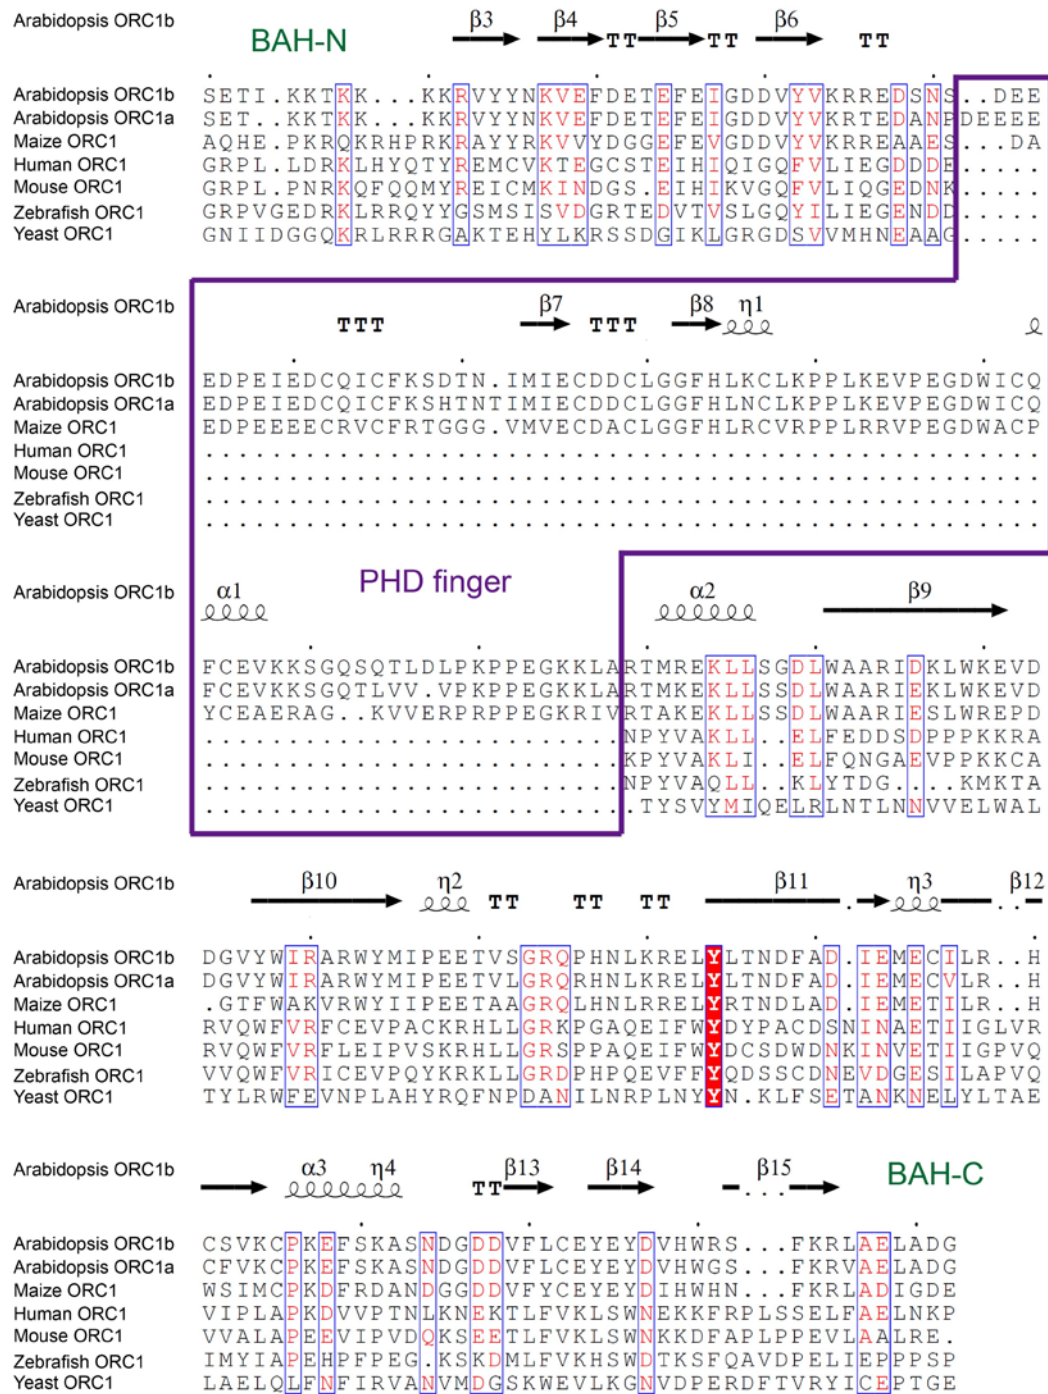 Arabidopsis ORC1b
BAH-N
β3 β4 TT β5 TT β6 TT
Arabidopsis ORC1b SETI.KKTKK...KKRVYYNKVEFDETEFEIGDDVYVKRREDSNS..DEE
Arabidopsis ORC1a SET..KKTKK...KKRVYYNKVEFDETEFEIGDDVYVKRTEDANPDEEEE
Maize ORC1 AQHE.PKRQKRHPRKRAYYRKVVYDGGEFEVGDDVYVKRREAAES...DA
Human ORC1 GRPL.LDRKLHYQTYREMCVKTEGCSTEIHIQIGQFVLIEGDDDE.....
Mouse ORC1 GRPL.PNRKQFQQMYREICMKINDGS.EIHIKVGQFVLIQGEDNK.....
Zebrafish ORC1 GRPVGEDRKLRRQYYGSMSISVDGRTEDVTVSLGQYILIEGENDD.....
Yeast ORC1 GNIIDGGQKRLRRRGAKTEHYLKRSSDGIKLGRGDSVVMHNEAAG.....
Arabidopsis ORC1b
TTT β7 TTT β8 η1
Arabidopsis ORC1b EDPEIEDCQICFKSDTN.IMIECDDCLGGFHLKCLKPPLKEVPEGDWICQ
Arabidopsis ORC1a EDPEIEDCQICFKSHTNTIMIECDDCLGGFHLNCLKPPLKEVPEGDWICQ
Maize ORC1 EDPEEEECRVCFRTGGG.VMVECDACLGGFHLRCVRPPLRRVPEGDWACP
Human ORC1 ..................................................
Mouse ORC1 ..................................................
Zebrafish ORC1 ..................................................
Yeast ORC1 ..................................................
PHD finger
Arabidopsis ORC1b
α1 α2 β9
Arabidopsis ORC1b FCEVKKSGQSQTLDLPKPPEGKKLARTMREKLLSGDLWAARIDKLWKEVD
Arabidopsis ORC1a FCEVKKSGQTLVV.VPKPPEGKKLARTMKEKLLSSDLWAARIEKLWKEVD
Maize ORC1 YCEAERAG..KVVERPRPPEGKRIVRTAKEKLLSSDLWAARIESLWREPD
Human ORC1 .........................NPYVAKLL..ELFEDDSDPPPKKRA
Mouse ORC1 .........................KPYVAKLI..ELFQNGAEVPPKKCA
Zebrafish ORC1 .........................NPYVAQLL..KLYTDG....KMKTA
Yeast ORC1 ..........................TYSVYMIQELRLNTLNNVVELWAL
Arabidopsis ORC1b
β10 η2 TT TT TT β11 . η3 β12 ..
Arabidopsis ORC1b DGVYWIRARWYMIPEETVSGRQPHNLKRELYLTNDFAD.IEMECILR..H
Arabidopsis ORC1a DGVYWIRARWYMIPEETVLGRQRHNLKRELYLTNDFAD.IEMECVLR..H
Maize ORC1 .GTFWAKVRWYIIPEETAAGRQLHNLRRELYRTNDLAD.IEMETILR..H
Human ORC1 RVQWFVRFCEVPACKRHLLGRKPGAQEIFWYDYPACDSNINAETIIGLVR
Mouse ORC1 RVQWFVRFLEIPVSKRHLLGRSPPAQEIFWYDCSDWDNKINVETIIGPVQ
Zebrafish ORC1 VVQWFVRICEVPQYKRKLLGRDPHPQEVFFYQDSSCDNEVDGESILAPVQ
Yeast ORC1 TYLRWFEVNPLAHYRQFNPDANILNRPLNYYN.KLFSETANKNELYLTAE
Arabidopsis ORC1b
α3 η4 TT β13 β14 β15 ...
BAH-C
Arabidopsis ORC1b CSVKCPKEFSKASNDGDDVFLCEYEYDVHWRS...FKRLAELADG
Arabidopsis ORC1a CFVKCPKEFSKASNDGDDVFLCEYEYDVHWGS...FKRVAELADG
Maize ORC1 WSIMCPKDFRDANDGGDDVFYCEYEYDIHWHN...FKRLADIGDE
Human ORC1 VIPLAPKDVVPTNLKNEKTLFVKLSWNEKKFRPLSSELFAELNKP
Mouse ORC1 VVALAPEEVIPVDQKSEETLFVKLSWNKKDFAPLPPEVLAALRE.
Zebrafish ORC1 IMYIAPEHPFPEG.KSKDMLFVKHSWDTKSFQAVDPELIEPPPSP
Yeast ORC1 LAELQLFNFIRVANVMDGSKWEVLKGNVDPERDFTVRYICEPTGE